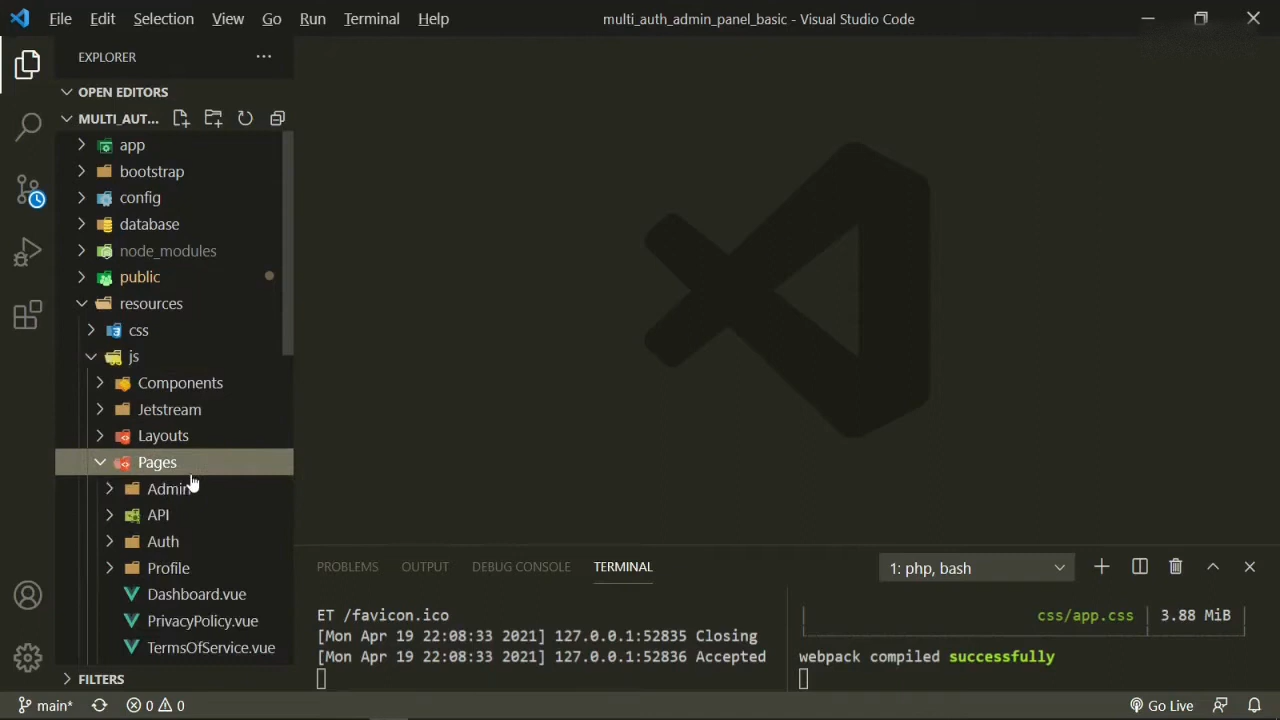 File Edit Selection View Go Run Terminal Help multi_auth_admin_panel_basic - Visual Studio Code
EXPLORER
OPEN EDITORS
MULTI_AUT...
app
bootstrap
config
database
node_modules
public
resources
css
js
Components
Jetstream
Layouts
Pages
Admin
API
Auth
Profile
Dashboard.vue
PrivacyPolicy.vue
TermsOfService.vue
FILTERS
PROBLEMS OUTPUT DEBUG CONSOLE TERMINAL 1: php, bash
ET /favicon.ico
[Mon Apr 19 22:08:33 2021] 127.0.0.1:52835 Closing
[Mon Apr 19 22:08:33 2021] 127.0.0.1:52836 Accepted
css/app.css | 3.88 MiB
webpack compiled successfully
main* 0 0 Go Live